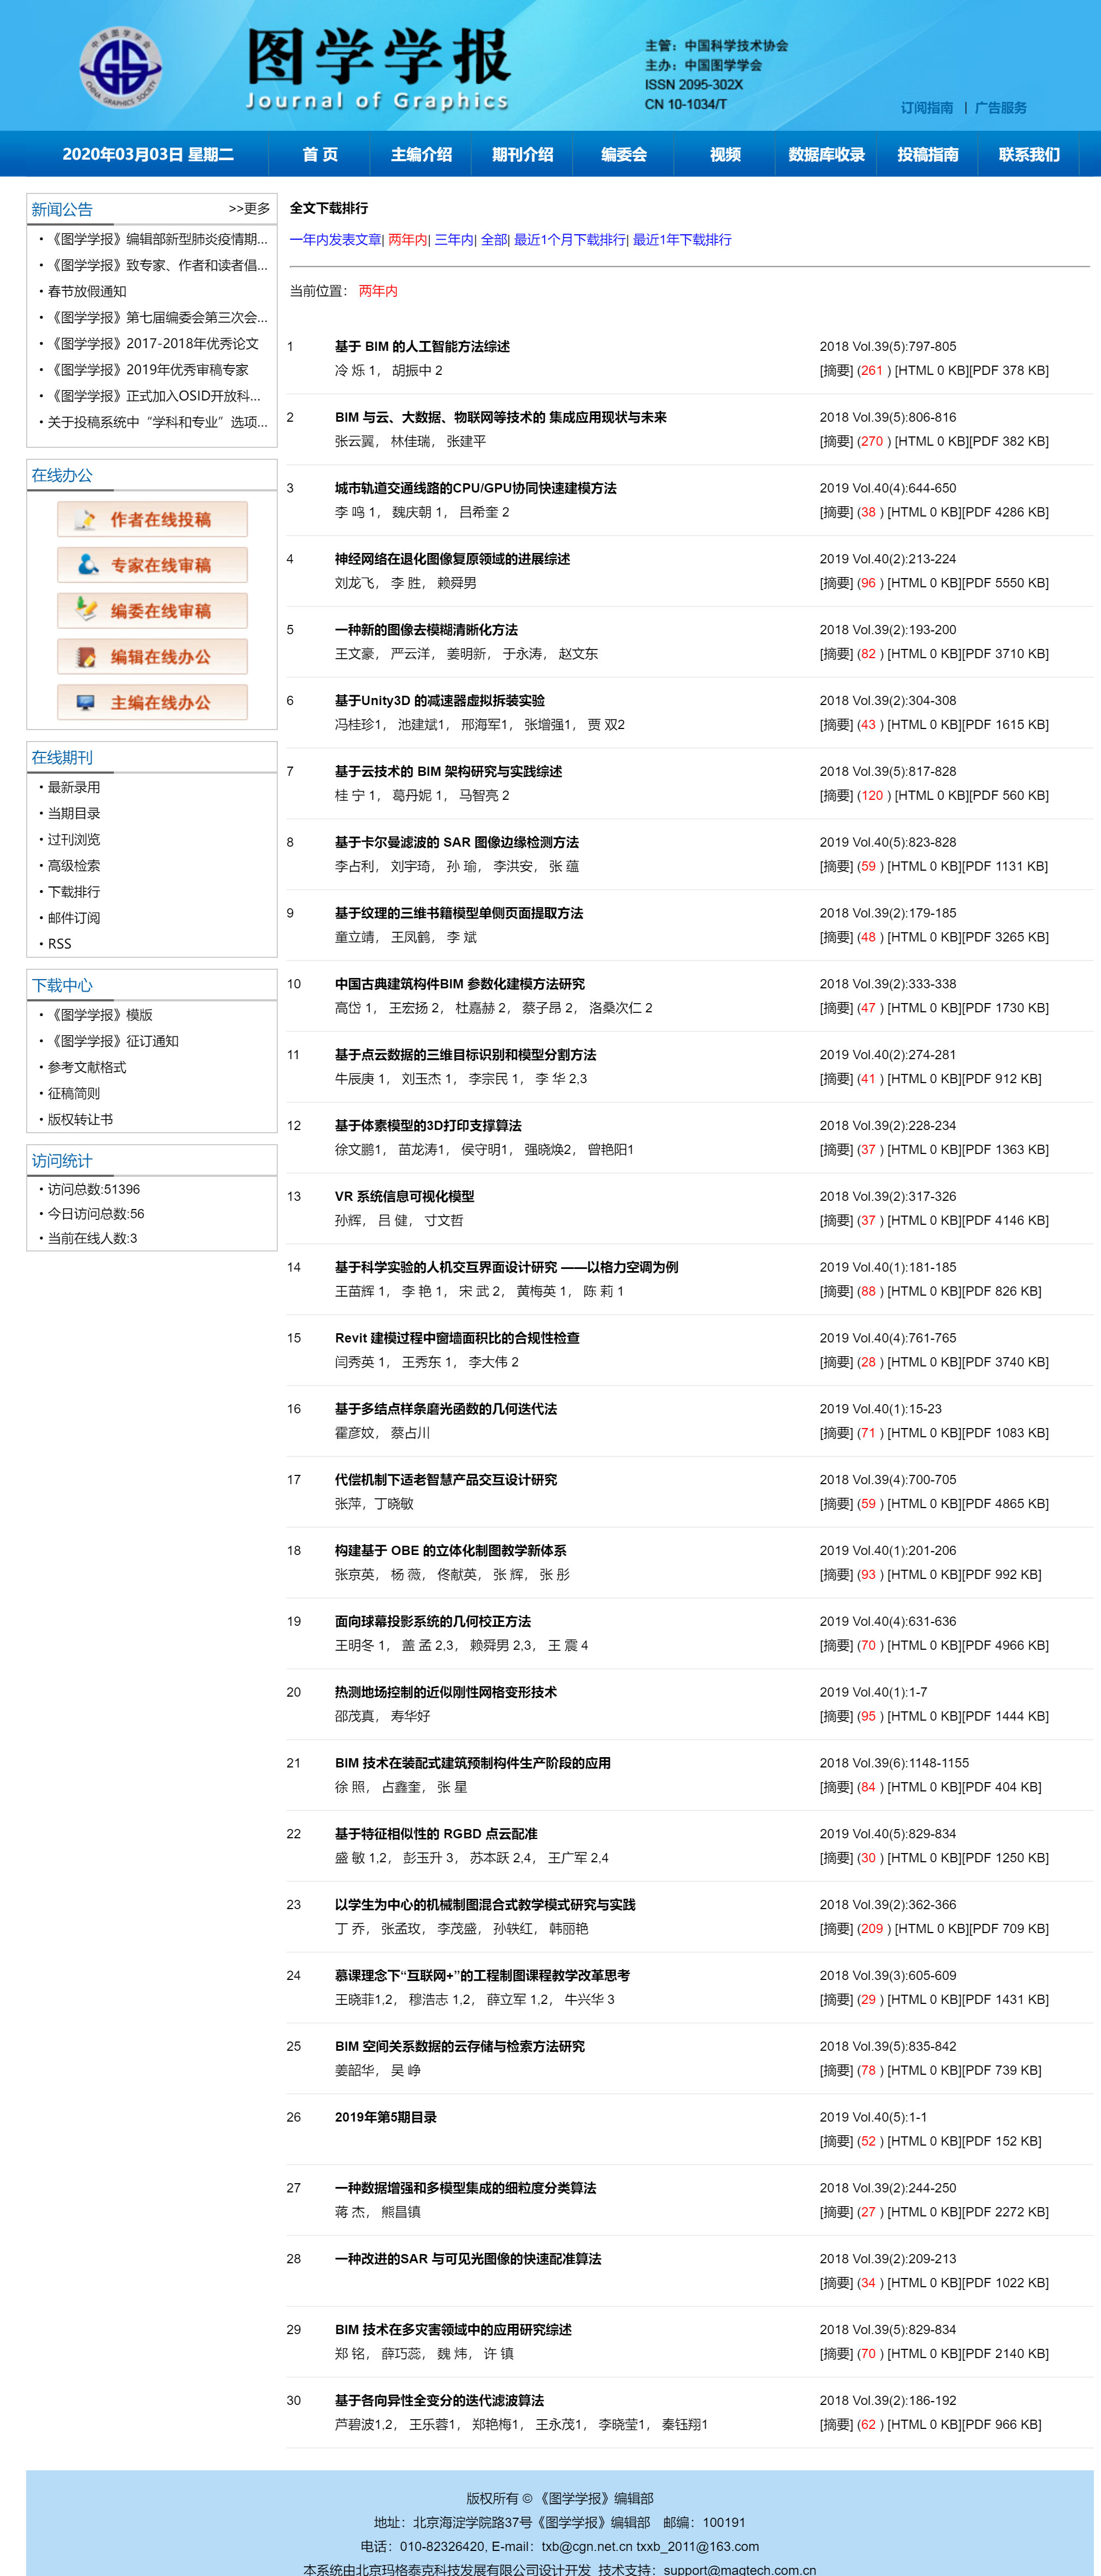 中国图学学会
CHINA GRAPHICS SOCIETY
图学学报
Journal of Graphics
主管：中国科学技术协会
主办：中国图学学会
ISSN 2095-302X
CN 10-1034/T
订阅指南 | 广告服务
2020年03月03日 星期二 首 页 主编介绍 期刊介绍 编委会 视频 数据库收录 投稿指南 联系我们
新闻公告 >>更多
• 《图学学报》编辑部新型肺炎疫情期...
• 《图学学报》致专家、作者和读者倡...
• 春节放假通知
• 《图学学报》第七届编委会第三次会...
• 《图学学报》2017-2018年优秀论文
• 《图学学报》2019年优秀审稿专家
• 《图学学报》正式加入OSID开放科...
• 关于投稿系统中“学科和专业”选项...
在线办公
作者在线投稿
专家在线审稿
编委在线审稿
编辑在线办公
主编在线办公
在线期刊
• 最新录用
• 当期目录
• 过刊浏览
• 高级检索
• 下载排行
• 邮件订阅
• RSS
下载中心
• 《图学学报》模版
• 《图学学报》征订通知
• 参考文献格式
• 征稿简则
• 版权转让书
访问统计
• 访问总数:51396
• 今日访问总数:56
• 当前在线人数:3
全文下载排行
一年内发表文章| 两年内| 三年内| 全部| 最近1个月下载排行| 最近1年下载排行
当前位置： 两年内
1 基于 BIM 的人工智能方法综述 2018 Vol.39(5):797-805
冷 烁 1， 胡振中 2 [摘要] (261 ) [HTML 0 KB][PDF 378 KB]
2 BIM 与云、大数据、物联网等技术的 集成应用现状与未来 2018 Vol.39(5):806-816
张云翼， 林佳瑞， 张建平 [摘要] (270 ) [HTML 0 KB][PDF 382 KB]
3 城市轨道交通线路的CPU/GPU协同快速建模方法 2019 Vol.40(4):644-650
李 鸣 1， 魏庆朝 1， 吕希奎 2 [摘要] (38 ) [HTML 0 KB][PDF 4286 KB]
4 神经网络在退化图像复原领域的进展综述 2019 Vol.40(2):213-224
刘龙飞， 李 胜， 赖舜男 [摘要] (96 ) [HTML 0 KB][PDF 5550 KB]
5 一种新的图像去模糊清晰化方法 2018 Vol.39(2):193-200
王文豪， 严云洋， 姜明新， 于永涛， 赵文东 [摘要] (82 ) [HTML 0 KB][PDF 3710 KB]
6 基于Unity3D 的减速器虚拟拆装实验 2018 Vol.39(2):304-308
冯桂珍1， 池建斌1， 邢海军1， 张增强1， 贾 双2 [摘要] (43 ) [HTML 0 KB][PDF 1615 KB]
7 基于云技术的 BIM 架构研究与实践综述 2018 Vol.39(5):817-828
桂 宁 1， 葛丹妮 1， 马智亮 2 [摘要] (120 ) [HTML 0 KB][PDF 560 KB]
8 基于卡尔曼滤波的 SAR 图像边缘检测方法 2019 Vol.40(5):823-828
李占利， 刘宇琦， 孙 瑜， 李洪安， 张 蕴 [摘要] (59 ) [HTML 0 KB][PDF 1131 KB]
9 基于纹理的三维书籍模型单侧页面提取方法 2018 Vol.39(2):179-185
童立靖， 王凤鹤， 李 斌 [摘要] (48 ) [HTML 0 KB][PDF 3265 KB]
10 中国古典建筑构件BIM 参数化建模方法研究 2018 Vol.39(2):333-338
高岱 1， 王宏扬 2， 杜嘉赫 2， 蔡子昂 2， 洛桑次仁 2 [摘要] (47 ) [HTML 0 KB][PDF 1730 KB]
11 基于点云数据的三维目标识别和模型分割方法 2019 Vol.40(2):274-281
牛辰庚 1， 刘玉杰 1， 李宗民 1， 李 华 2,3 [摘要] (41 ) [HTML 0 KB][PDF 912 KB]
12 基于体素模型的3D打印支撑算法 2018 Vol.39(2):228-234
徐文鹏1， 苗龙涛1， 侯守明1， 强晓焕2， 曾艳阳1 [摘要] (37 ) [HTML 0 KB][PDF 1363 KB]
13 VR 系统信息可视化模型 2018 Vol.39(2):317-326
孙辉， 吕 健， 寸文哲 [摘要] (37 ) [HTML 0 KB][PDF 4146 KB]
14 基于科学实验的人机交互界面设计研究 ——以格力空调为例 2019 Vol.40(1):181-185
王苗辉 1， 李 艳 1， 宋 武 2， 黄梅英 1， 陈 莉 1 [摘要] (88 ) [HTML 0 KB][PDF 826 KB]
15 Revit 建模过程中窗墙面积比的合规性检查 2019 Vol.40(4):761-765
闫秀英 1， 王秀东 1， 李大伟 2 [摘要] (28 ) [HTML 0 KB][PDF 3740 KB]
16 基于多结点样条磨光函数的几何迭代法 2019 Vol.40(1):15-23
霍彦妏， 蔡占川 [摘要] (71 ) [HTML 0 KB][PDF 1083 KB]
17 代偿机制下适老智慧产品交互设计研究 2018 Vol.39(4):700-705
张萍，丁晓敏 [摘要] (59 ) [HTML 0 KB][PDF 4865 KB]
18 构建基于 OBE 的立体化制图教学新体系 2019 Vol.40(1):201-206
张京英， 杨 薇， 佟献英， 张 辉， 张 彤 [摘要] (93 ) [HTML 0 KB][PDF 992 KB]
19 面向球幕投影系统的几何校正方法 2019 Vol.40(4):631-636
王明冬 1， 盖 孟 2,3， 赖舜男 2,3， 王 震 4 [摘要] (70 ) [HTML 0 KB][PDF 4966 KB]
20 热测地场控制的近似刚性网格变形技术 2019 Vol.40(1):1-7
邵茂真， 寿华好 [摘要] (95 ) [HTML 0 KB][PDF 1444 KB]
21 BIM 技术在装配式建筑预制构件生产阶段的应用 2018 Vol.39(6):1148-1155
徐 照， 占鑫奎， 张 星 [摘要] (84 ) [HTML 0 KB][PDF 404 KB]
22 基于特征相似性的 RGBD 点云配准 2019 Vol.40(5):829-834
盛 敏 1,2， 彭玉升 3， 苏本跃 2,4， 王广军 2,4 [摘要] (30 ) [HTML 0 KB][PDF 1250 KB]
23 以学生为中心的机械制图混合式教学模式研究与实践 2018 Vol.39(2):362-366
丁 乔， 张孟玫， 李茂盛， 孙轶红， 韩丽艳 [摘要] (209 ) [HTML 0 KB][PDF 709 KB]
24 慕课理念下“互联网+”的工程制图课程教学改革思考 2018 Vol.39(3):605-609
王晓菲1,2， 穆浩志 1,2， 薛立军 1,2， 牛兴华 3 [摘要] (29 ) [HTML 0 KB][PDF 1431 KB]
25 BIM 空间关系数据的云存储与检索方法研究 2018 Vol.39(5):835-842
姜韶华， 吴 峥 [摘要] (78 ) [HTML 0 KB][PDF 739 KB]
26 2019年第5期目录 2019 Vol.40(5):1-1
[摘要] (52 ) [HTML 0 KB][PDF 152 KB]
27 一种数据增强和多模型集成的细粒度分类算法 2018 Vol.39(2):244-250
蒋 杰， 熊昌镇 [摘要] (27 ) [HTML 0 KB][PDF 2272 KB]
28 一种改进的SAR 与可见光图像的快速配准算法 2018 Vol.39(2):209-213
[摘要] (34 ) [HTML 0 KB][PDF 1022 KB]
29 BIM 技术在多灾害领域中的应用研究综述 2018 Vol.39(5):829-834
郑 铭， 薛巧蕊， 魏 炜， 许 镇 [摘要] (70 ) [HTML 0 KB][PDF 2140 KB]
30 基于各向异性全变分的迭代滤波算法 2018 Vol.39(2):186-192
芦碧波1,2， 王乐蓉1， 郑艳梅1， 王永茂1， 李晓莹1， 秦钰翔1 [摘要] (62 ) [HTML 0 KB][PDF 966 KB]
版权所有 © 《图学学报》编辑部
地址：北京海淀学院路37号《图学学报》编辑部 邮编：100191
电话：010-82326420, E-mail：txb@cgn.net.cn txxb_2011@163.com
本系统由北京玛格泰克科技发展有限公司设计开发 技术支持：support@magtech.com.cn